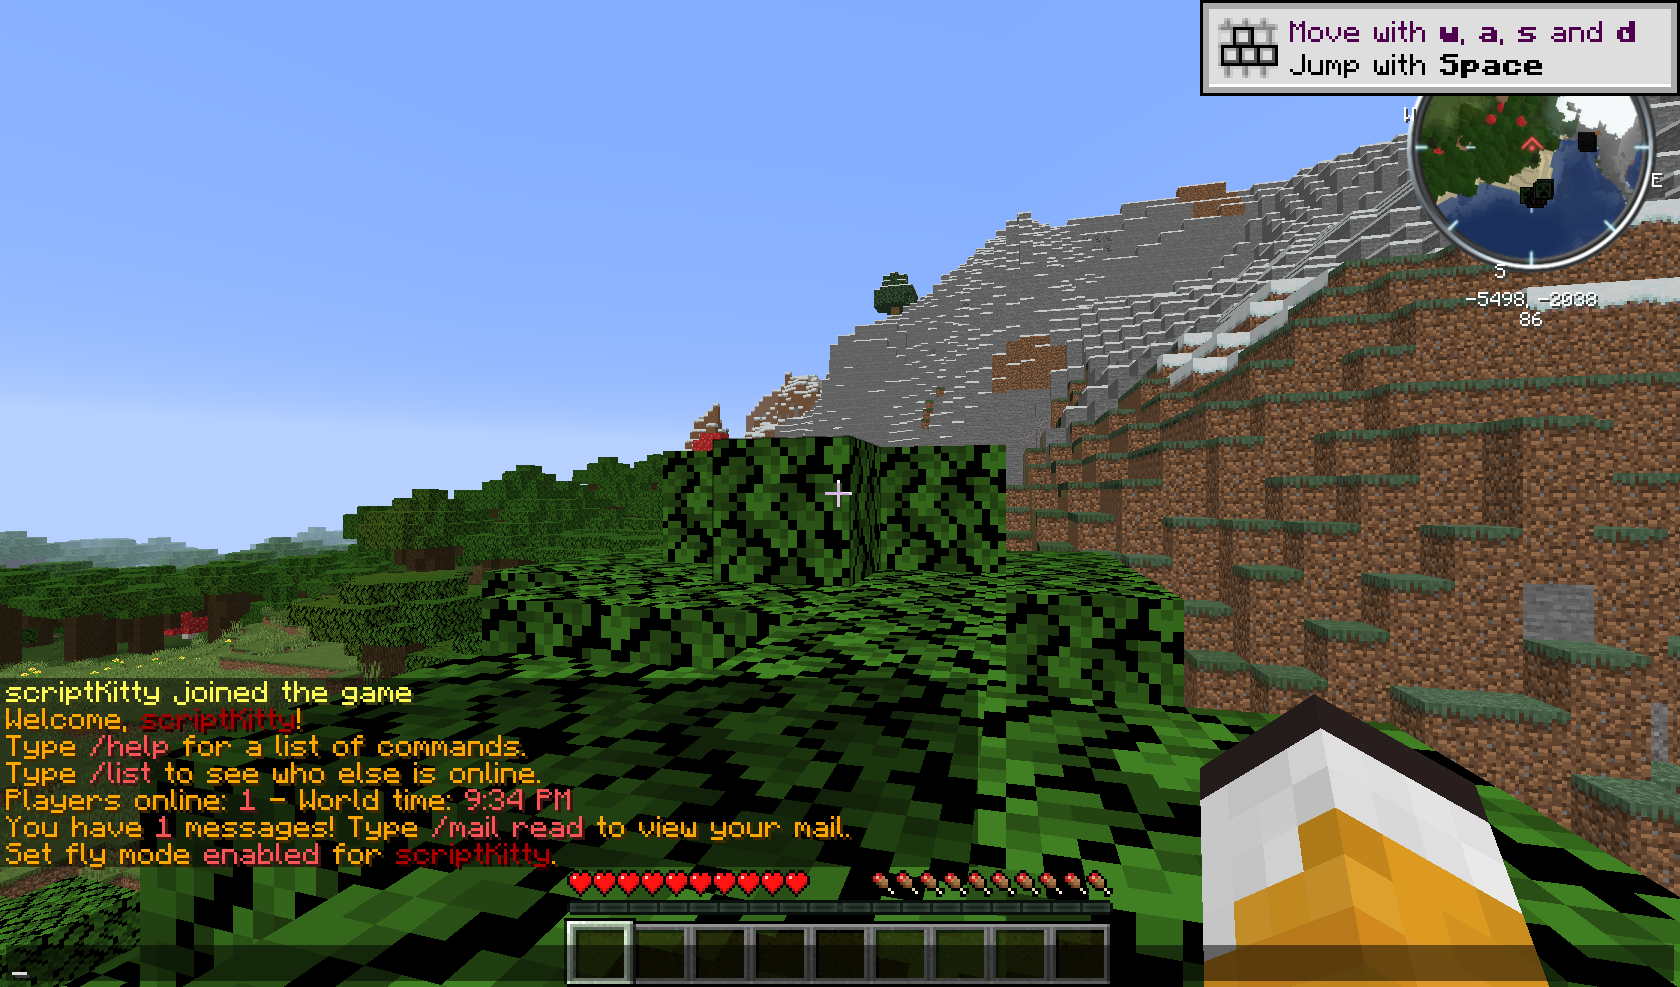 Move with w, a, s and d
Jump with Space
W
E
S
-5498, -2038
86
scriptKitty joined the game
Welcome, scriptKitty!
Type /help for a list of commands.
Type /list to see who else is online.
Players online: 1 - World time: 9:34 PM
You have 1 messages! Type /mail read to view your mail.
Set fly mode enabled for scriptKitty.
_